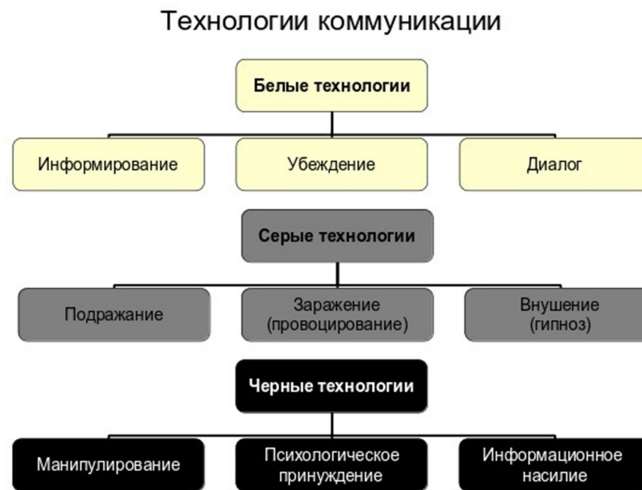 Технологии коммуникации
Белые технологии
Информирование
Убеждение
Диалог
Серые технологии
Подражание
Заражение
(провоцирование)
Внушение
(гипноз)
Черные технологии
Манипулирование
Психологическое
принуждение
Информационное
насилие